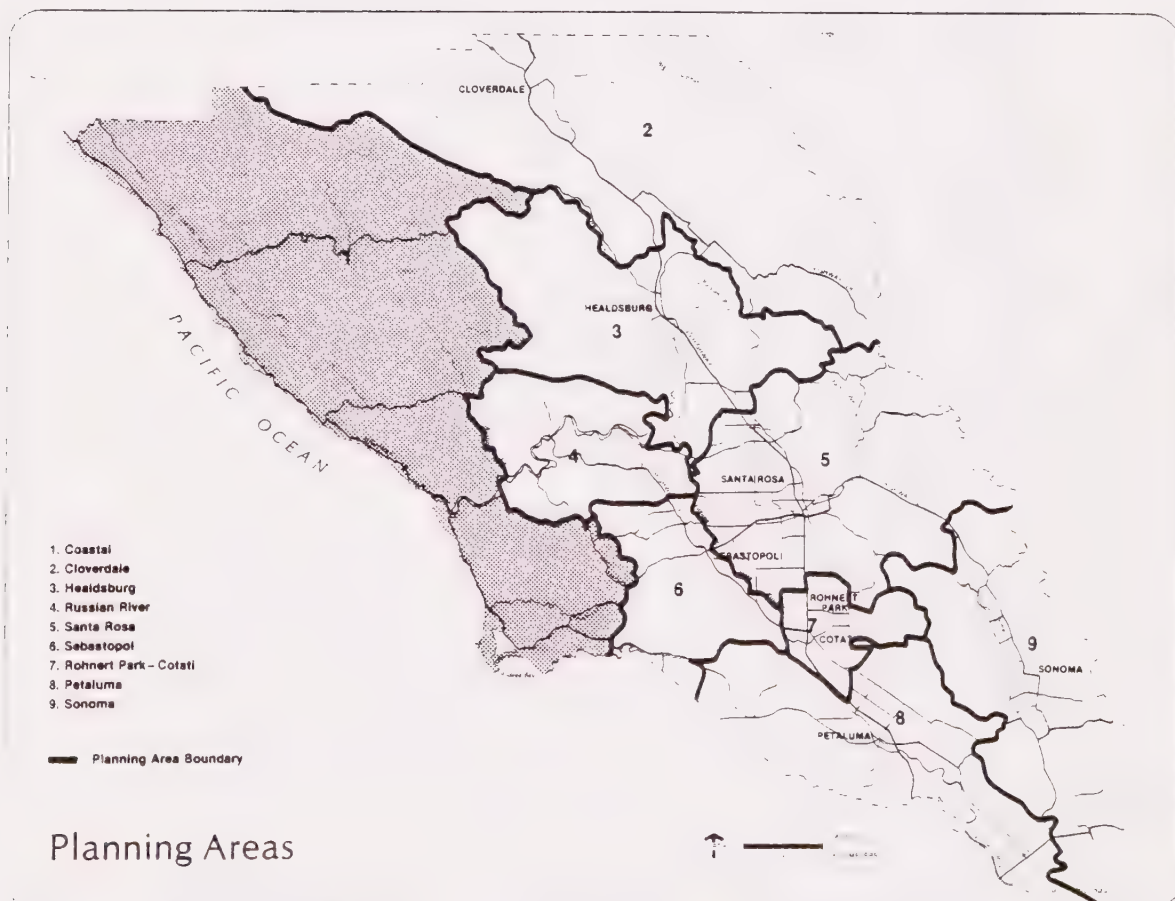 CLOVERDALE
2
HEALDSBURG
3
PACIFIC OCEAN
4
5
SANTA ROSA
EBASTOPOL
6
ROHNERT
PARK
7
COTATI
9
SONOMA
8
PETALUMA
1. Coastal
2. Cloverdale
3. Healdsburg
4. Russian River
5. Santa Rosa
6. Sebastopol
7. Rohnert Park - Cotati
8. Petaluma
9. Sonoma
Planning Area Boundary
Planning Areas